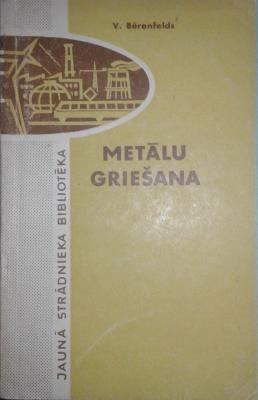 V. Bērenfelds
METĀLU
GRIEŠANA
JAUNĀ STRĀDNIEKA BIBLIOTĒKA